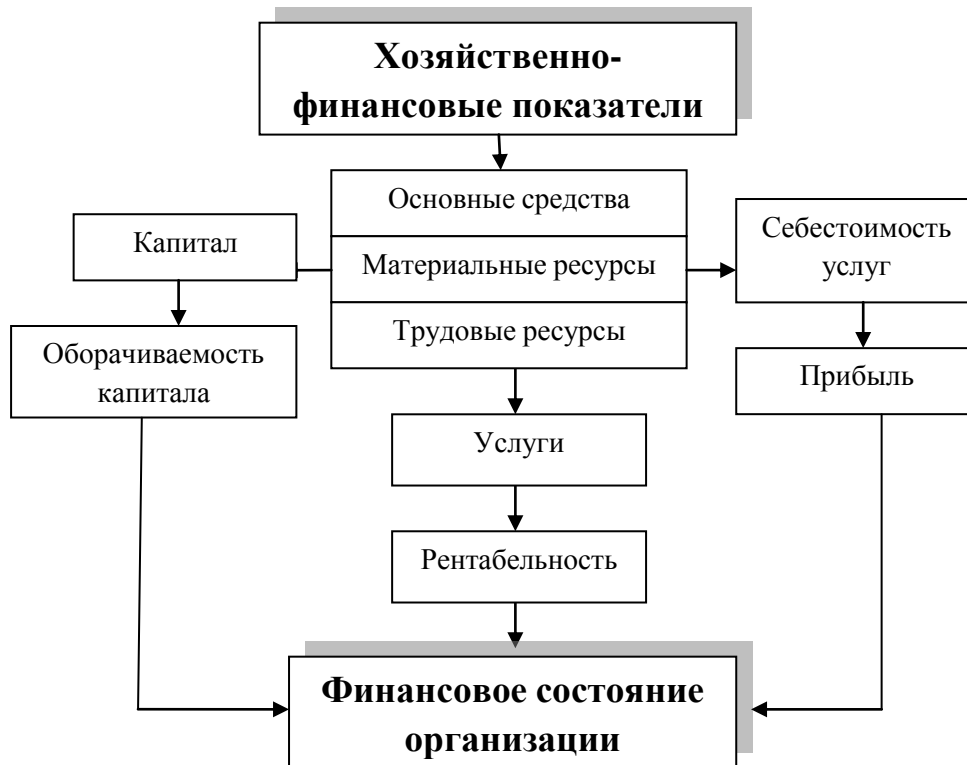 Хозяйственно-
финансовые показатели
Основные средства
Капитал
Материальные ресурсы
Себестоимость
услуг
Трудовые ресурсы
Оборачиваемость
капитала
Прибыль
Услуги
Рентабельность
Финансовое состояние
организации